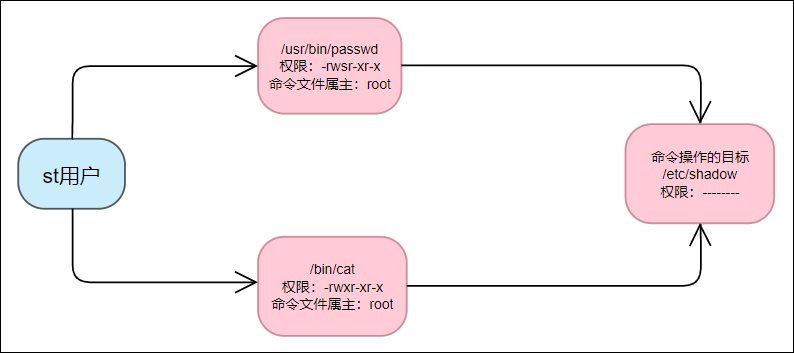 /usr/bin/passwd
权限：-rwsr-xr-x
命令文件属主：root
st用户
命令操作的目标
/etc/shadow
权限：--------
/bin/cat
权限：-rwxr-xr-x
命令文件属主：root